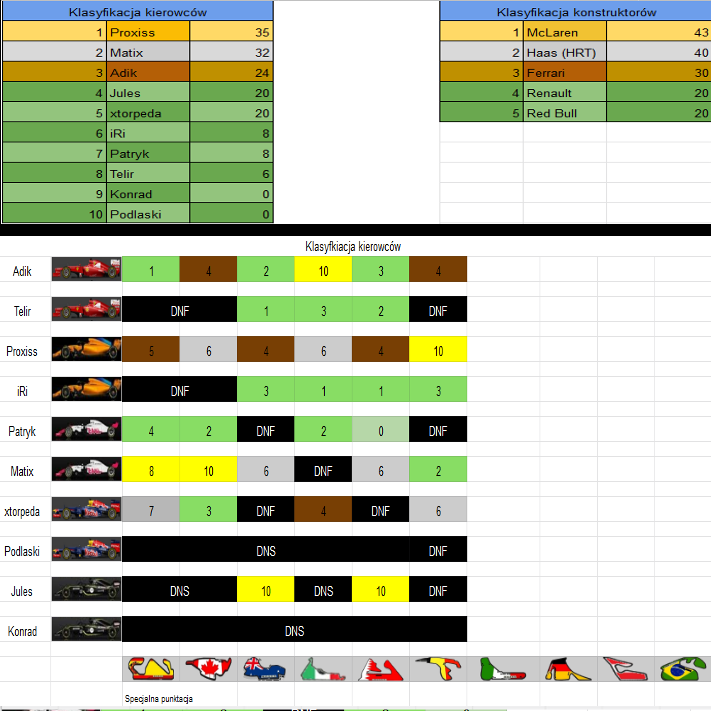 Klasyfikacja kierowców
1 Proxiss 35
2 Matix 32
3 Adik 24
4 Jules 20
5 xtorpeda 20
6 iRi 8
7 Patryk 8
8 Telir 6
9 Konrad 0
10 Podlaski 0
Klasyfikacja konstruktorów
1 McLaren 43
2 Haas (HRT) 40
3 Ferrari 30
4 Renault 20
5 Red Bull 20
Klasyfkiacja kierowców
Adik 1 4 2 10 3 4
Telir DNF 1 3 2 DNF
Proxiss 5 6 4 6 4 10
iRi DNF 3 1 1 3
Patryk 4 2 DNF 2 0 DNF
Matix 8 10 6 DNF 6 2
xtorpeda 7 3 DNF 4 DNF 6
Podlaski DNS DNF
Jules DNS 10 DNS 10 DNF
Konrad DNS
Specjalna punktacja